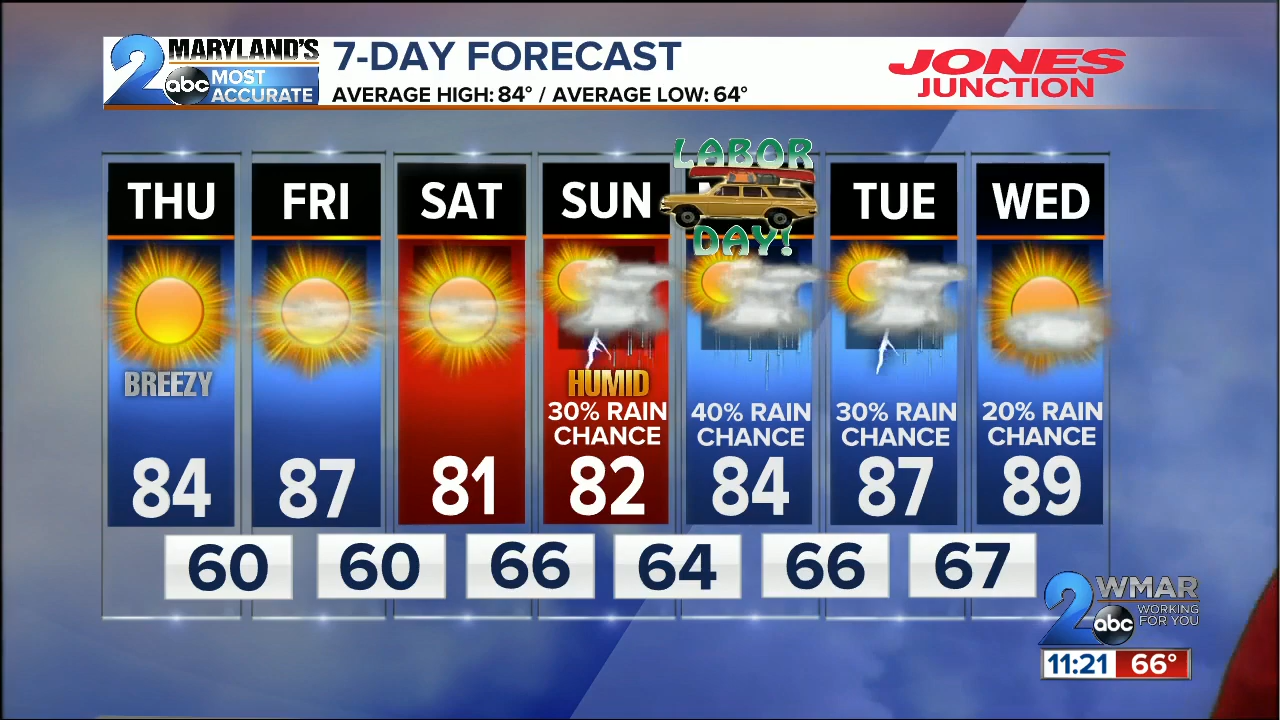 2 abc
MARYLAND'S
MOST
ACCURATE
7-DAY FORECAST
AVERAGE HIGH: 84° / AVERAGE LOW: 64°
JONES
JUNCTION
THU
FRI
SAT
SUN
LABOR
DAY!
TUE
WED
BREEZY
HUMID
30% RAIN
CHANCE
40% RAIN
CHANCE
30% RAIN
CHANCE
20% RAIN
CHANCE
84 87 81 82 84 87 89
60 60 66 64 66 67
2 abc
WMAR
WORKING
FOR YOU
11:21 66°